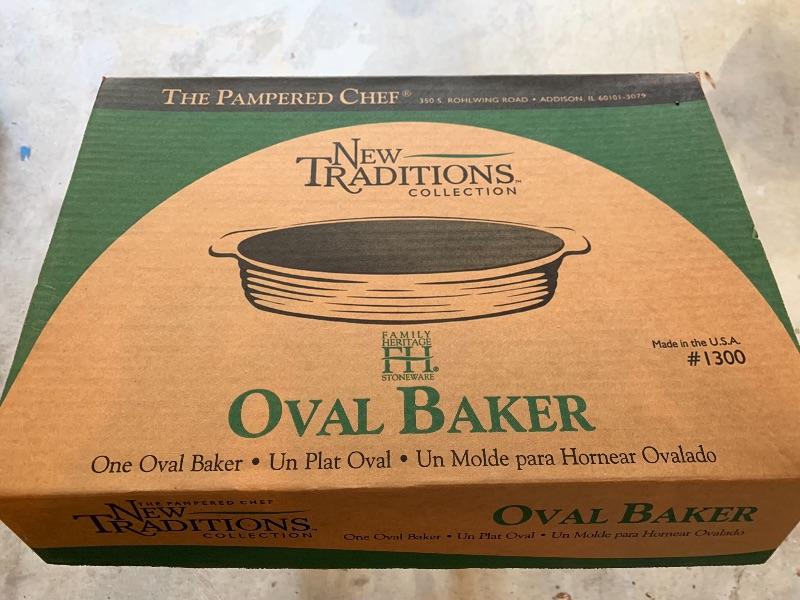 THE PAMPERED CHEF® 350 S. ROHLWING ROAD • ADDISON, IL 60101-3079
NEW
TRADITIONS™
COLLECTION
FAMILY
HERITAGE
FH®
STONEWARE
Made in the U.S.A.
#1300
OVAL BAKER
One Oval Baker • Un Plat Oval • Un Molde para Hornear Ovalado
THE PAMPERED CHEF
NEW
TRADITIONS™
COLLECTION
OVAL BAKER
One Oval Baker • Un Plat Oval • Un Molde para Hornear Ovalado